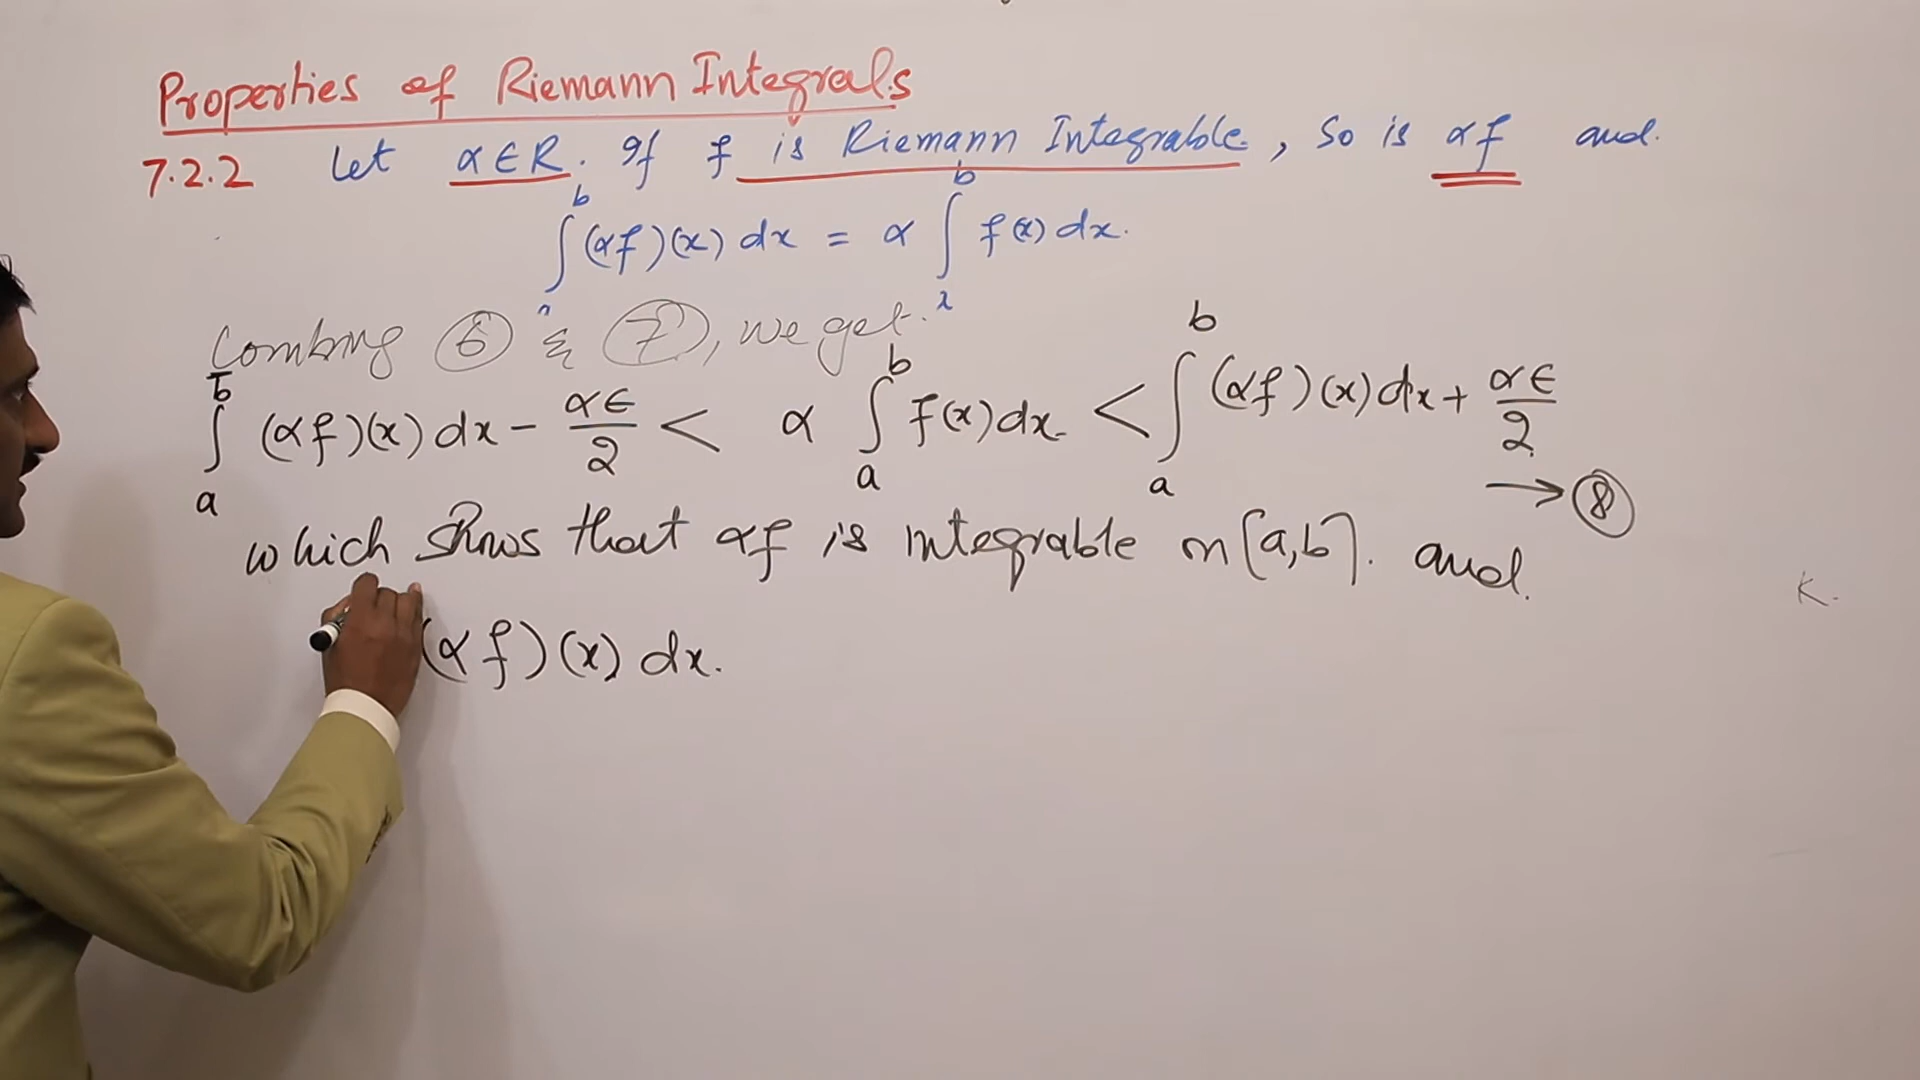 Properties of Riemann Integrals
7.2.2 Let α∈R. If f is Riemann Integrable, So is αf and.
∫_a^b (αf)(x) dx = α ∫_a^b f(x) dx.
Combing ⑥ & ⑦, we get.
∫_a^b (αf)(x) dx - αϵ/2 < α ∫_a^b f(x) dx < ∫_a^b (αf)(x) dx + αϵ/2
→ ⑧
which shows that αf is integrable on [a,b]. and.
(αf)(x) dx.
K.